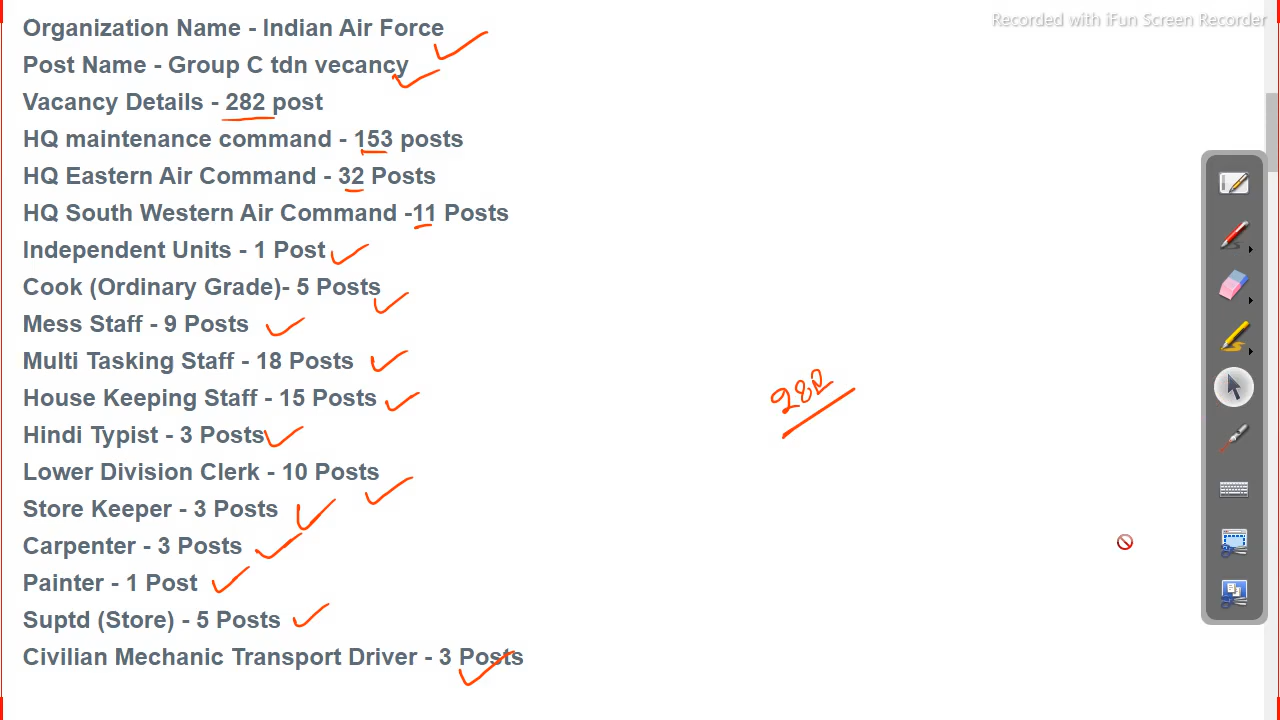 Recorded with iFun Screen Recorder
Organization Name - Indian Air Force
Post Name - Group C tdn vecancy
Vacancy Details - 282 post
HQ maintenance command - 153 posts
HQ Eastern Air Command - 32 Posts
HQ South Western Air Command -11 Posts
Independent Units - 1 Post
Cook (Ordinary Grade)- 5 Posts
Mess Staff - 9 Posts
Multi Tasking Staff - 18 Posts
House Keeping Staff - 15 Posts
282
Hindi Typist - 3 Posts
Lower Division Clerk - 10 Posts
Store Keeper - 3 Posts
Carpenter - 3 Posts
Painter - 1 Post
Suptd (Store) - 5 Posts
Civilian Mechanic Transport Driver - 3 Posts